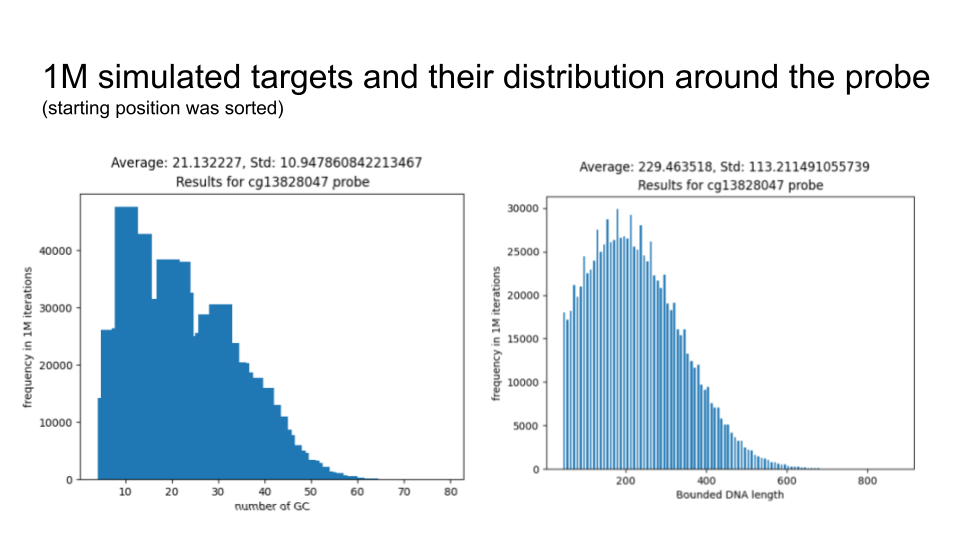 1M simulated targets and their distribution around the probe
(starting position was sorted)
Average: 21.132227, Std: 10.947860842213467
Results for cg13828047 probe
frequency in 1M iterations
40000
30000
20000
10000
0
10 20 30 40 50 60 70 80
number of GC
Average: 229.463518, Std: 113.211491055739
Results for cg13828047 probe
frequency in 1M iterations
30000
25000
20000
15000
10000
5000
0
200 400 600 800
Bounded DNA length